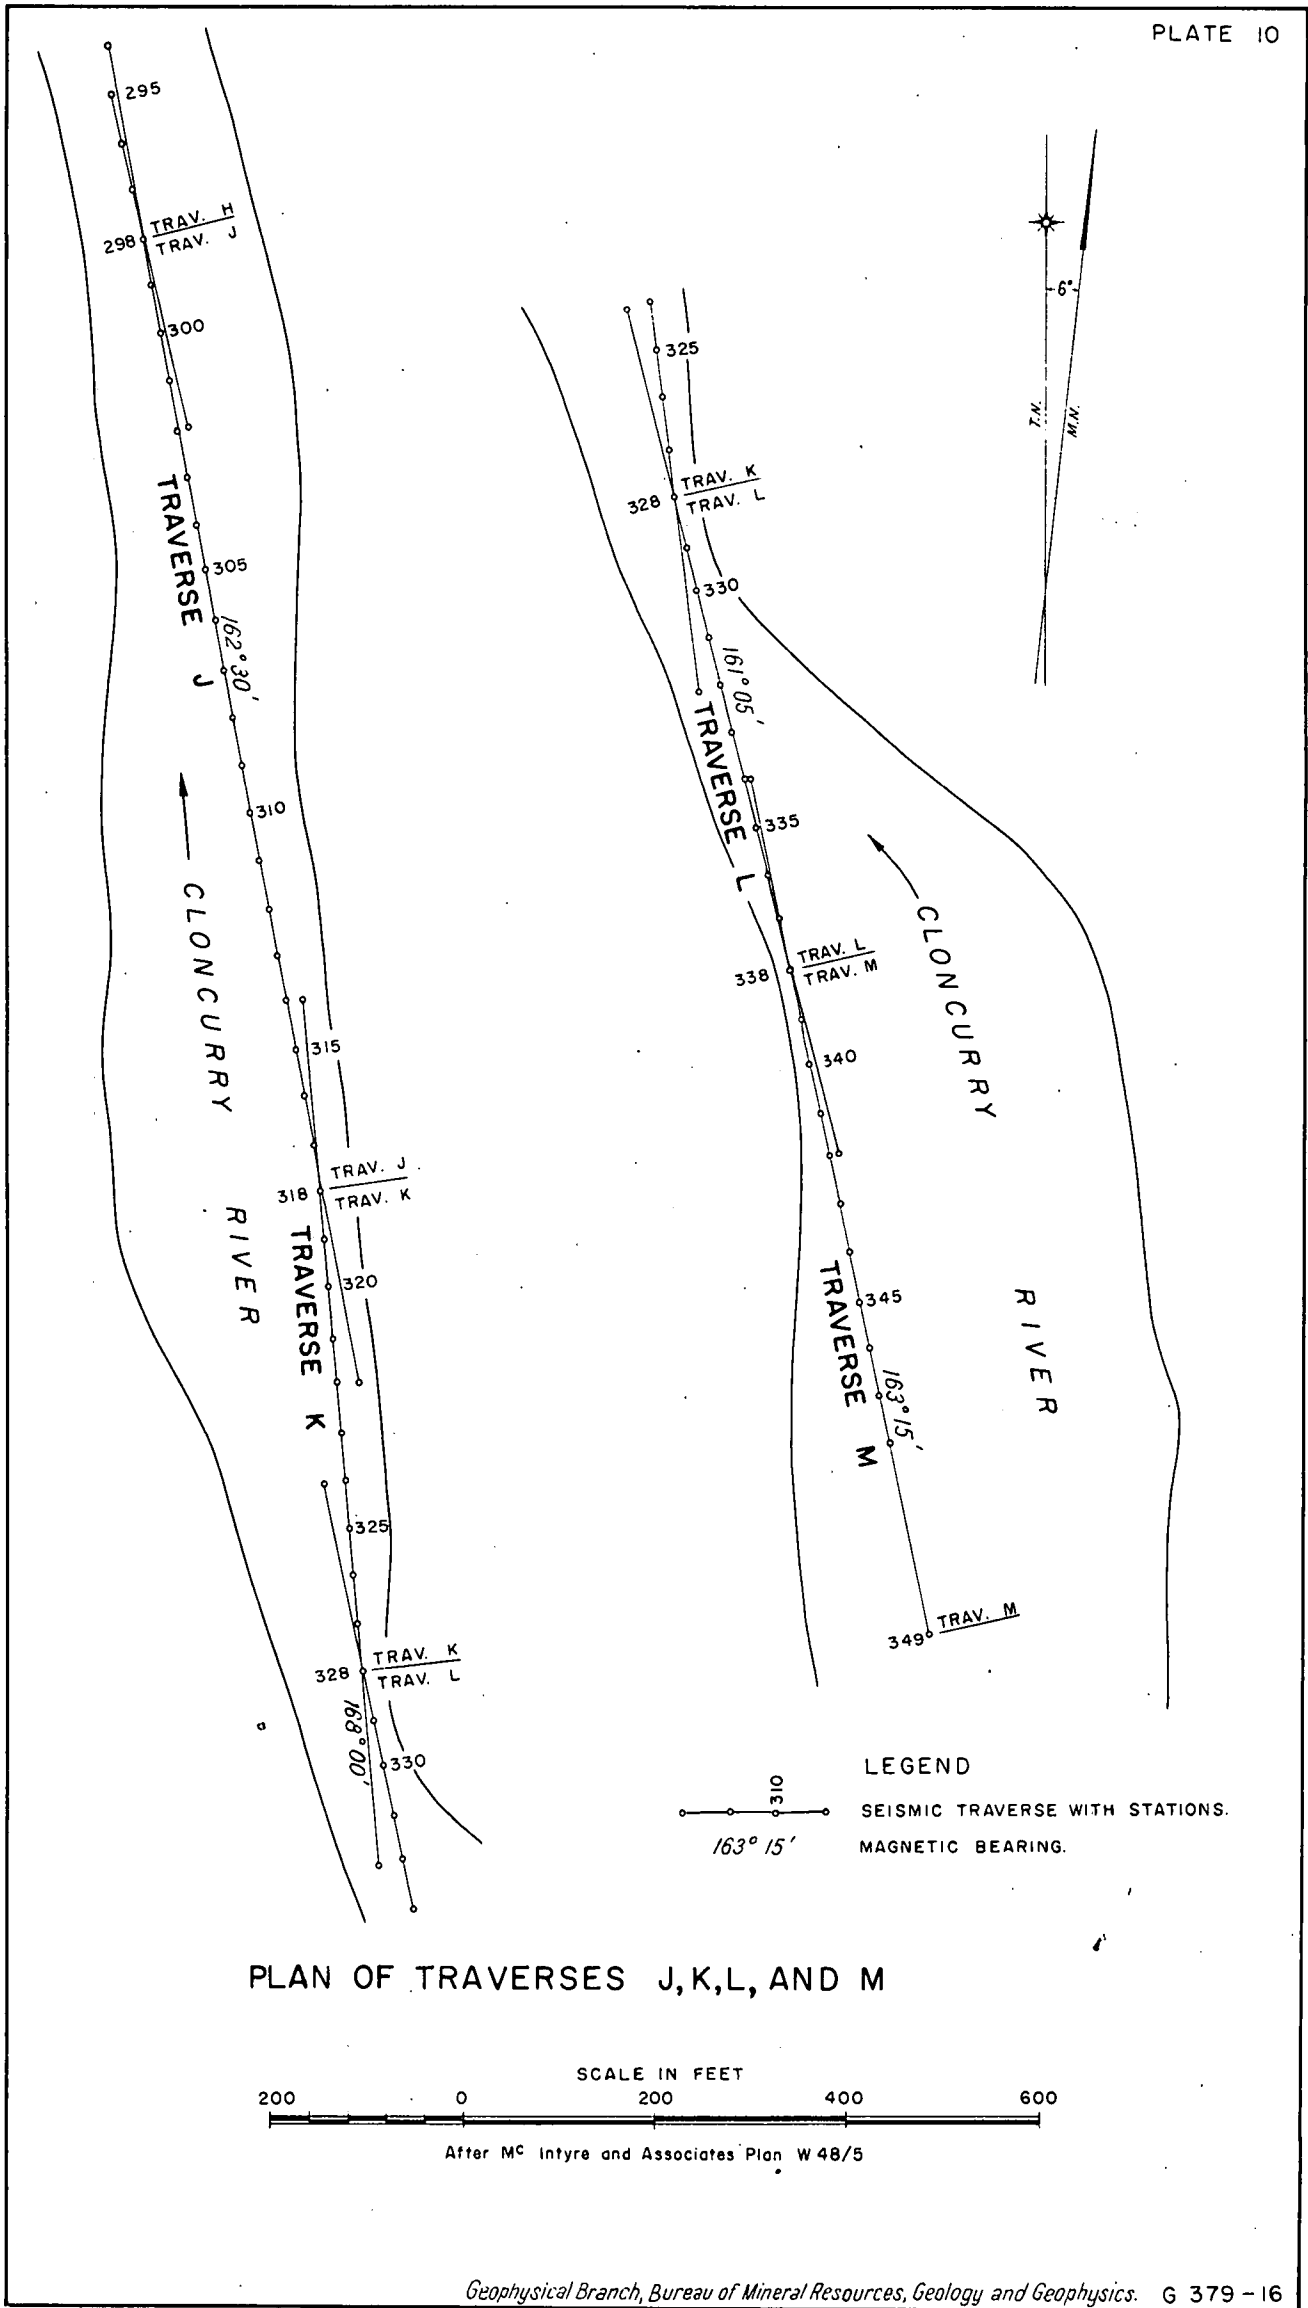 PLATE 10
295
TRAV. H
298
TRAV. J
300
TRAVERSE J
305
162° 30'
310
CLONCURRY RIVER
315
TRAV. J
318
TRAV. K
320
TRAVERSE K
325
TRAV. K
328
TRAV. L
168° 00'
330
325
TRAV. K
328
TRAV. L
330
161° 05'
TRAVERSE L
335
TRAV. L
338
TRAV. M
CLONCURRY RIVER
340
345
TRAVERSE M
163° 15'
349
TRAV. M
6°
T.N.
M.N.
LEGEND
310
SEISMIC TRAVERSE WITH STATIONS.
163° 15' MAGNETIC BEARING.
PLAN OF TRAVERSES J,K,L, AND M
SCALE IN FEET
200 0 200 400 600
After Mc Intyre and Associates Plan W 48/5
Geophysical Branch, Bureau of Mineral Resources, Geology and Geophysics. G 379-16